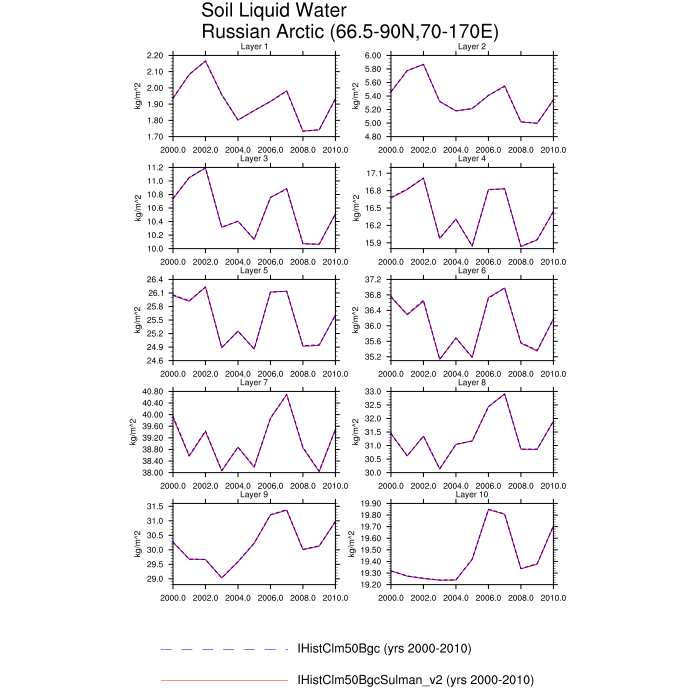 Soil Liquid Water
Russian Arctic (66.5-90N,70-170E)
Layer 1
2.20
2.10
2.00
1.90
1.80
1.70
kg/m^2
2000.0 2002.0 2004.0 2006.0 2008.0 2010.0
Layer 2
6.00
5.80
5.60
5.40
5.20
5.00
4.80
kg/m^2
2000.0 2002.0 2004.0 2006.0 2008.0 2010.0
Layer 3
11.2
11.0
10.8
10.6
10.4
10.2
10.0
kg/m^2
2000.0 2002.0 2004.0 2006.0 2008.0 2010.0
Layer 4
17.1
16.8
16.5
16.2
15.9
kg/m^2
2000.0 2002.0 2004.0 2006.0 2008.0 2010.0
Layer 5
26.4
26.1
25.8
25.5
25.2
24.9
24.6
kg/m^2
2000.0 2002.0 2004.0 2006.0 2008.0 2010.0
Layer 6
37.2
36.8
36.4
36.0
35.6
35.2
kg/m^2
2000.0 2002.0 2004.0 2006.0 2008.0 2010.0
Layer 7
40.80
40.40
40.00
39.60
39.20
38.80
38.40
38.00
kg/m^2
2000.0 2002.0 2004.0 2006.0 2008.0 2010.0
Layer 8
33.0
32.5
32.0
31.5
31.0
30.5
30.0
kg/m^2
2000.0 2002.0 2004.0 2006.0 2008.0 2010.0
Layer 9
31.5
31.0
30.5
30.0
29.5
29.0
kg/m^2
2000.0 2002.0 2004.0 2006.0 2008.0 2010.0
Layer 10
19.90
19.80
19.70
19.60
19.50
19.40
19.30
19.20
kg/m^2
2000.0 2002.0 2004.0 2006.0 2008.0 2010.0
IHistClm50Bgc (yrs 2000-2010)
IHistClm50BgcSulman_v2 (yrs 2000-2010)